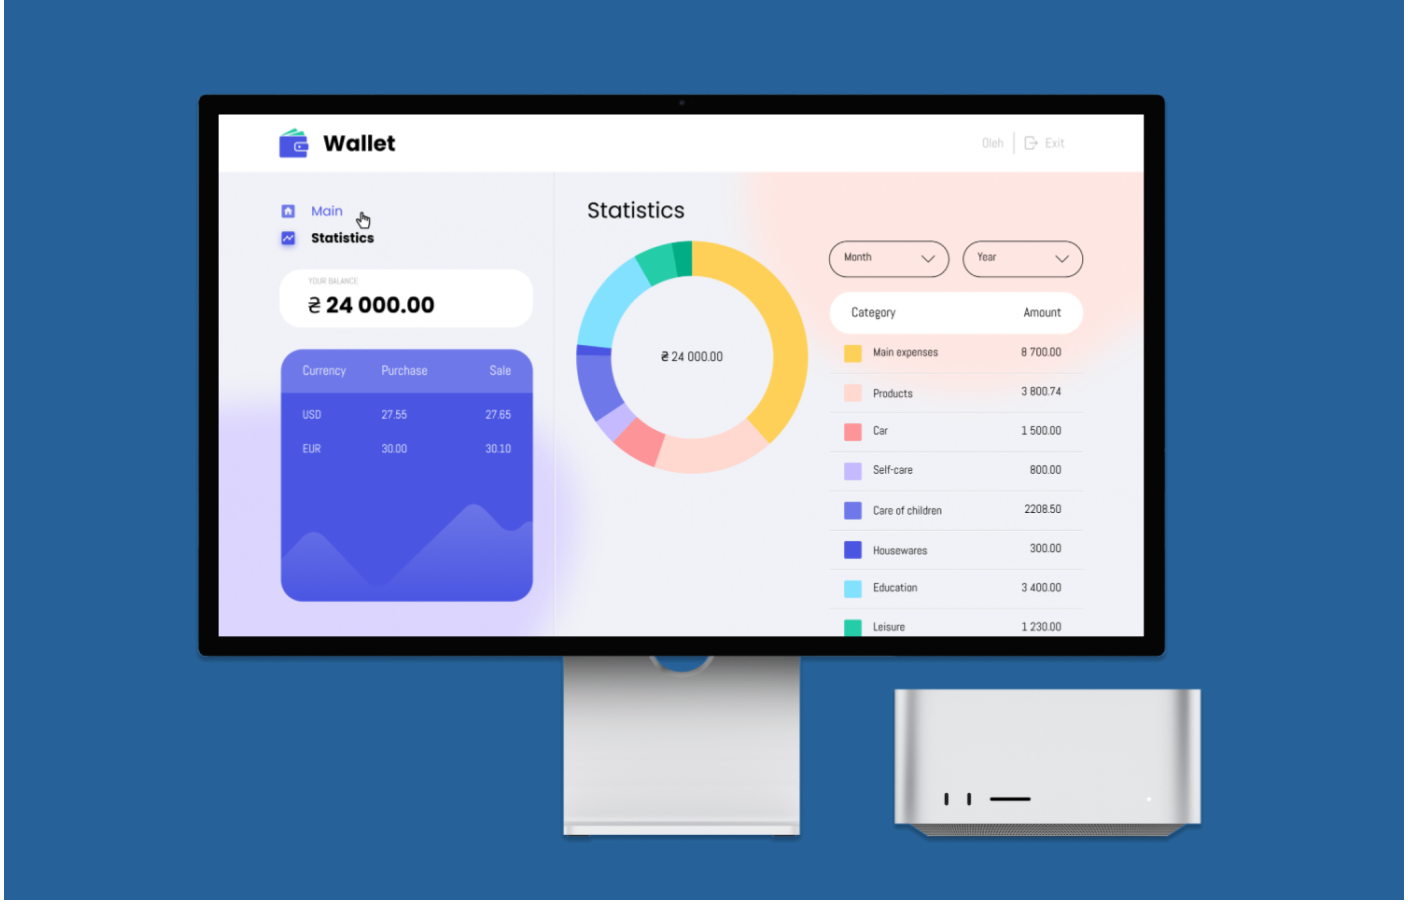 Wallet
Oleh
Exit
Main
Statistics
YOUR BALANCE
₴ 24 000.00
Currency Purchase Sale
USD 27.55 27.65
EUR 30.00 30.10
Statistics
₴ 24 000.00
Month
Year
Category Amount
Main expenses 8 700.00
Products 3 800.74
Car 1 500.00
Self-care 800.00
Care of children 2208.50
Housewares 300.00
Education 3 400.00
Leisure 1 230.00